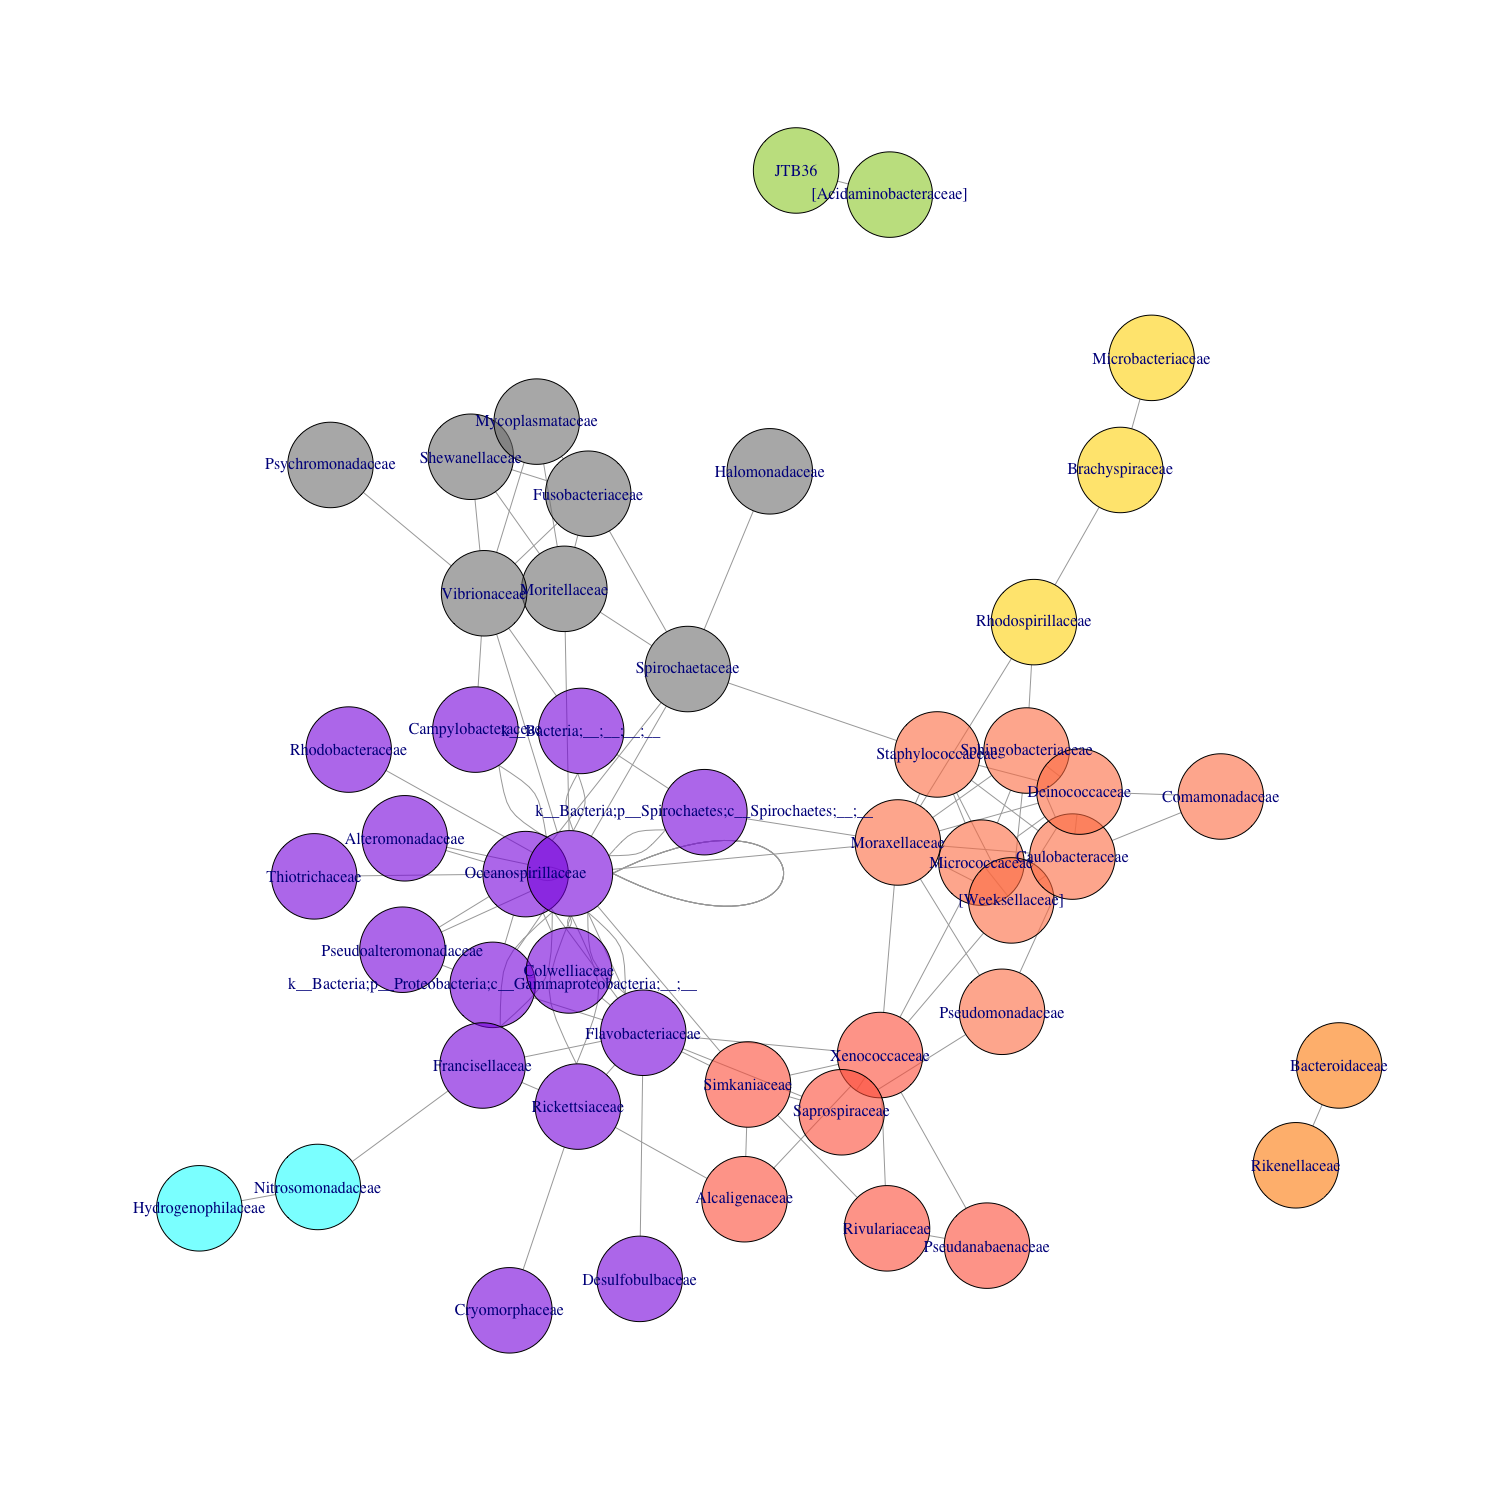 JTB36
[Acidaminobacteraceae]
Microbacteriaceae
Mycoplasmataceae
Shewanellaceae
Psychromonadaceae
Fusobacteriaceae
Halomonadaceae
Brachyspiraceae
Vibrionaceae
Moritellaceae
Rhodospirillaceae
Spirochaetaceae
Campylobacteraceae
k__Bacteria;__;__;__;__
Rhodobacteraceae
Staphylococcaceae
Sphingobacteriaceae
Deinococcaceae
Comamonadaceae
k__Bacteria;p__Spirochaetes;c__Spirochaetes;__;__
Alteromonadaceae
Moraxellaceae
Micrococcaceae
Caulobacteraceae
Thiotrichaceae
Oceanospirillaceae
[Weeksellaceae]
Pseudoalteromonadaceae
Colwelliaceae
k__Bacteria;p__Proteobacteria;c__Gammaproteobacteria;__;__
Pseudomonadaceae
Flavobacteriaceae
Xenococcaceae
Francisellaceae
Bacteroidaceae
Simkaniaceae
Rickettsiaceae
Saprospiraceae
Rikenellaceae
Nitrosomonadaceae
Hydrogenophilaceae
Alcaligenaceae
Rivulariaceae
Pseudanabaenaceae
Desulfobulbaceae
Cryomorphaceae